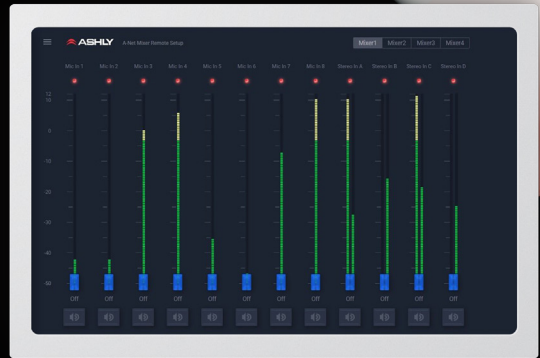 ASHLY A-Net Mixer Remote Setup Mixer1 Mixer2 Mixer3 Mixer4
Mic In 1 Mic In 2 Mic In 3 Mic In 4 Mic In 5 Mic In 6 Mic In 7 Mic In 8 Stereo In A Stereo In B Stereo In C Stereo In D
12
10
0
-10
-20
-30
-40
Off Off Off Off Off Off Off Off Off Off Off Off